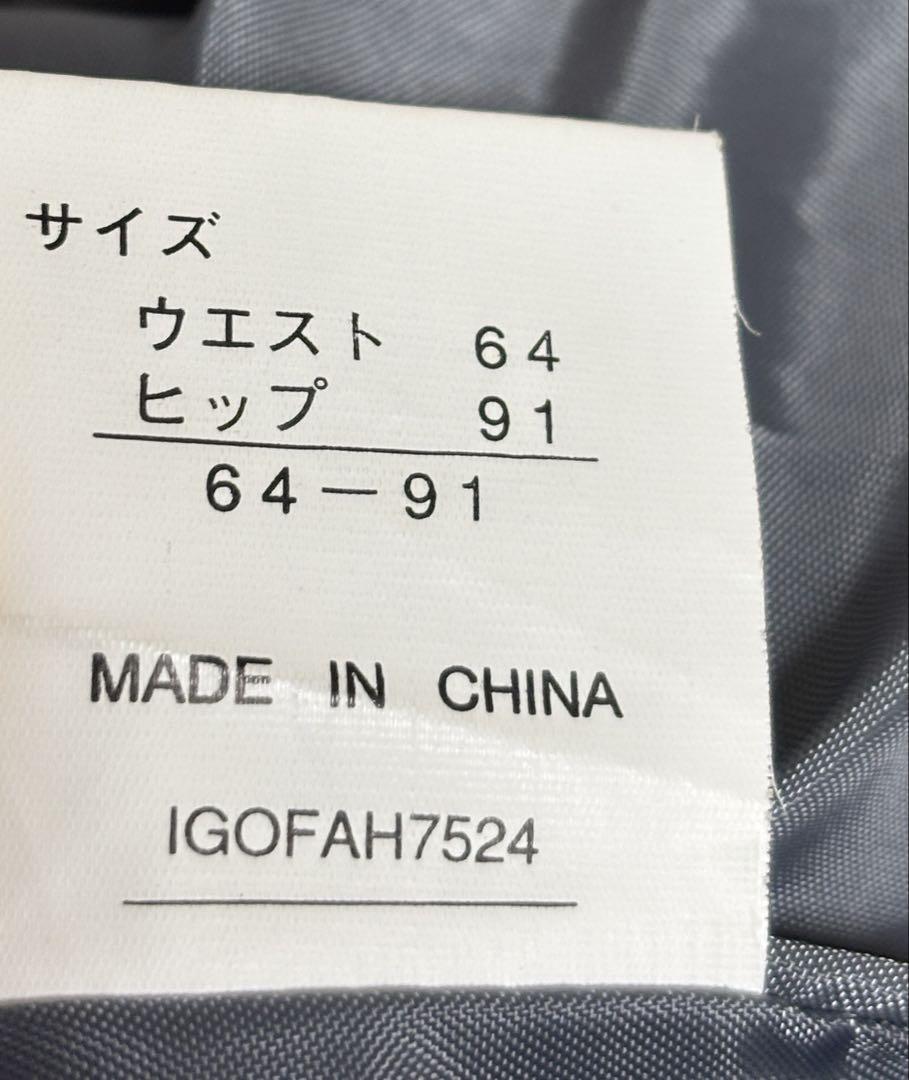 サイズ
ウエスト 64
ヒップ 91
64－91
MADE IN CHINA
IGOFAH7524